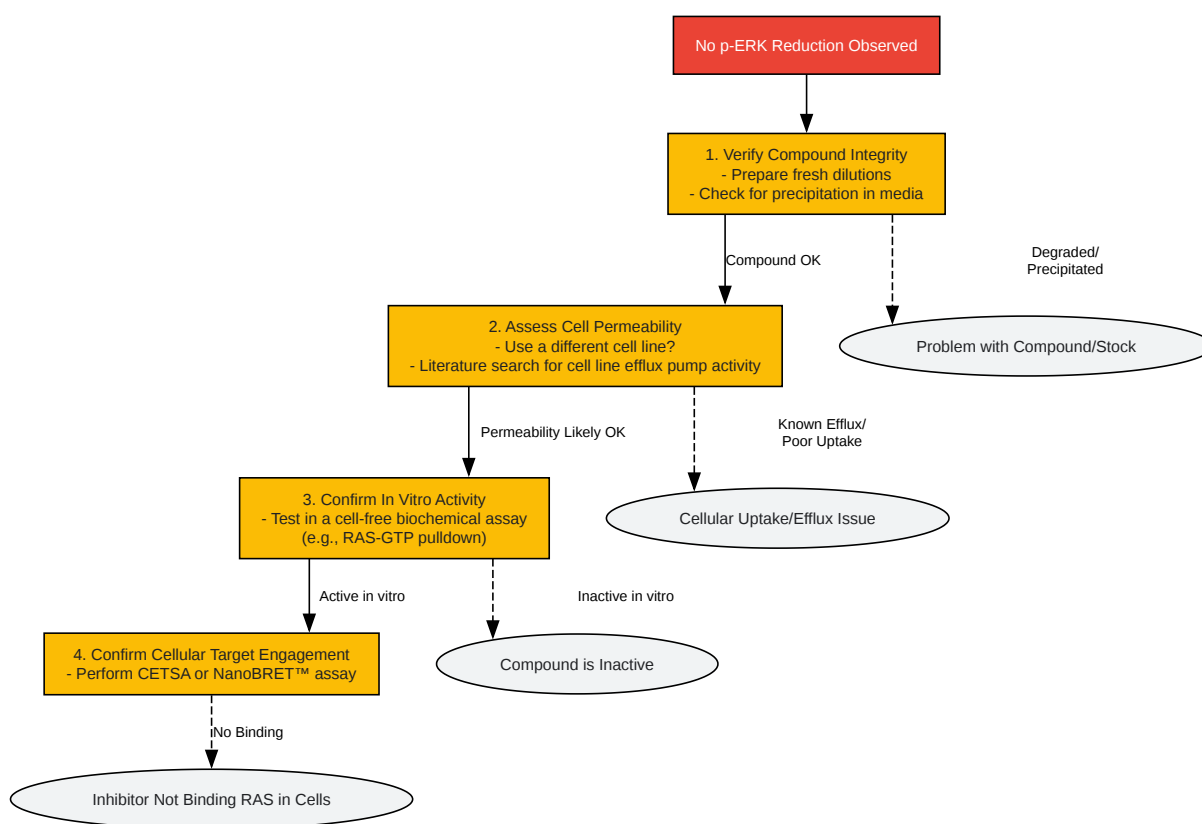 No p-ERK Reduction Observed
1. Verify Compound Integrity
- Prepare fresh dilutions
- Check for precipitation in media
Compound OK
Degraded/
Precipitated
2. Assess Cell Permeability
- Use a different cell line?
- Literature search for cell line efflux pump activity
Problem with Compound/Stock
Permeability Likely OK
Known Efflux/
Poor Uptake
3. Confirm In Vitro Activity
- Test in a cell-free biochemical assay
(e.g., RAS-GTP pulldown)
Cellular Uptake/Efflux Issue
Active in vitro
Inactive in vitro
4. Confirm Cellular Target Engagement
- Perform CETSA or NanoBRET™ assay
Compound is Inactive
No Binding
Inhibitor Not Binding RAS in Cells